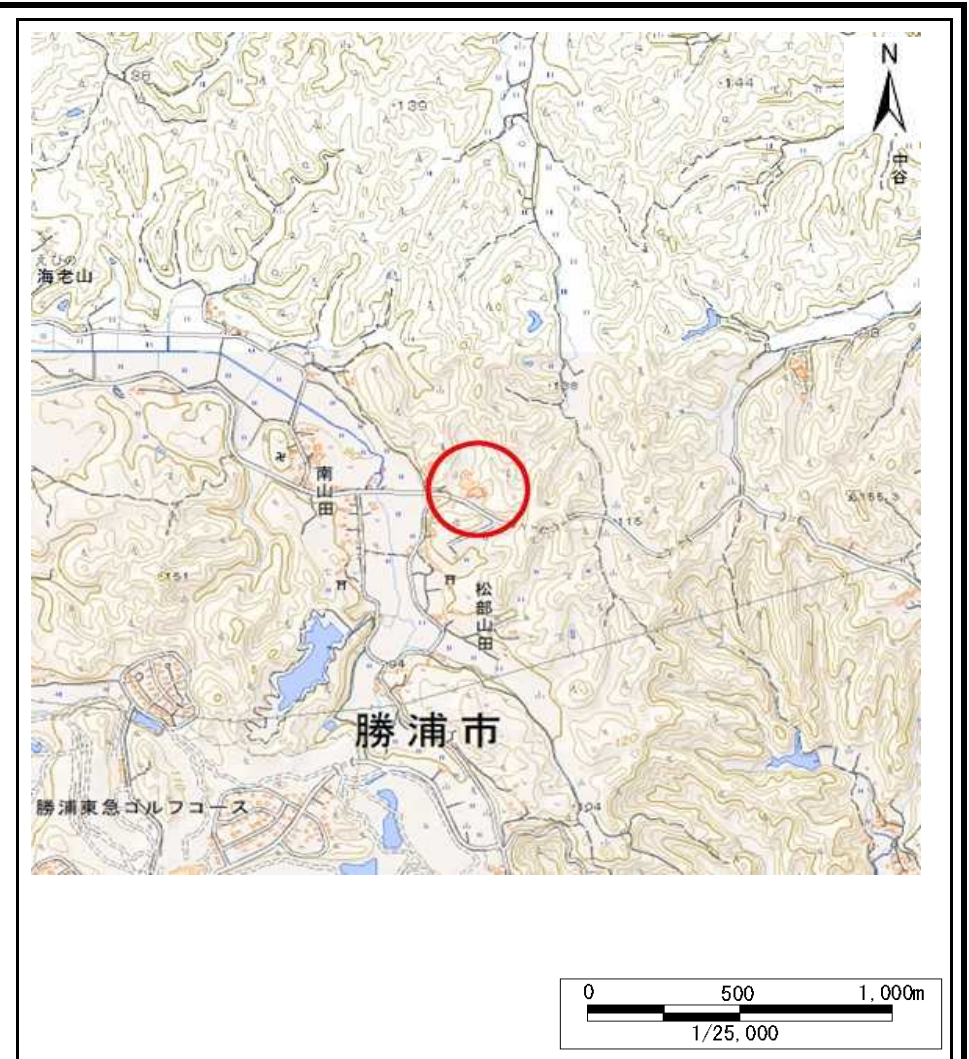 N
138
・139
・144
中谷
えびの
海老山
98
・138
南山田
155.3
・115
・151
松部山田
94
勝浦市
104
勝浦東急ゴルフコース
0 500 1,000m
1/25,000